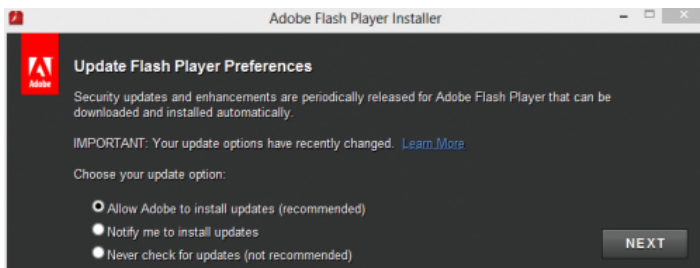 Adobe Flash Player Installer
Adobe
Update Flash Player Preferences
Security updates and enhancements are periodically released for Adobe Flash Player that can be
downloaded and installed automatically.
IMPORTANT: Your update options have recently changed. Learn More
Choose your update option:
Allow Adobe to install updates (recommended)
Notify me to install updates
Never check for updates (not recommended)
NEXT